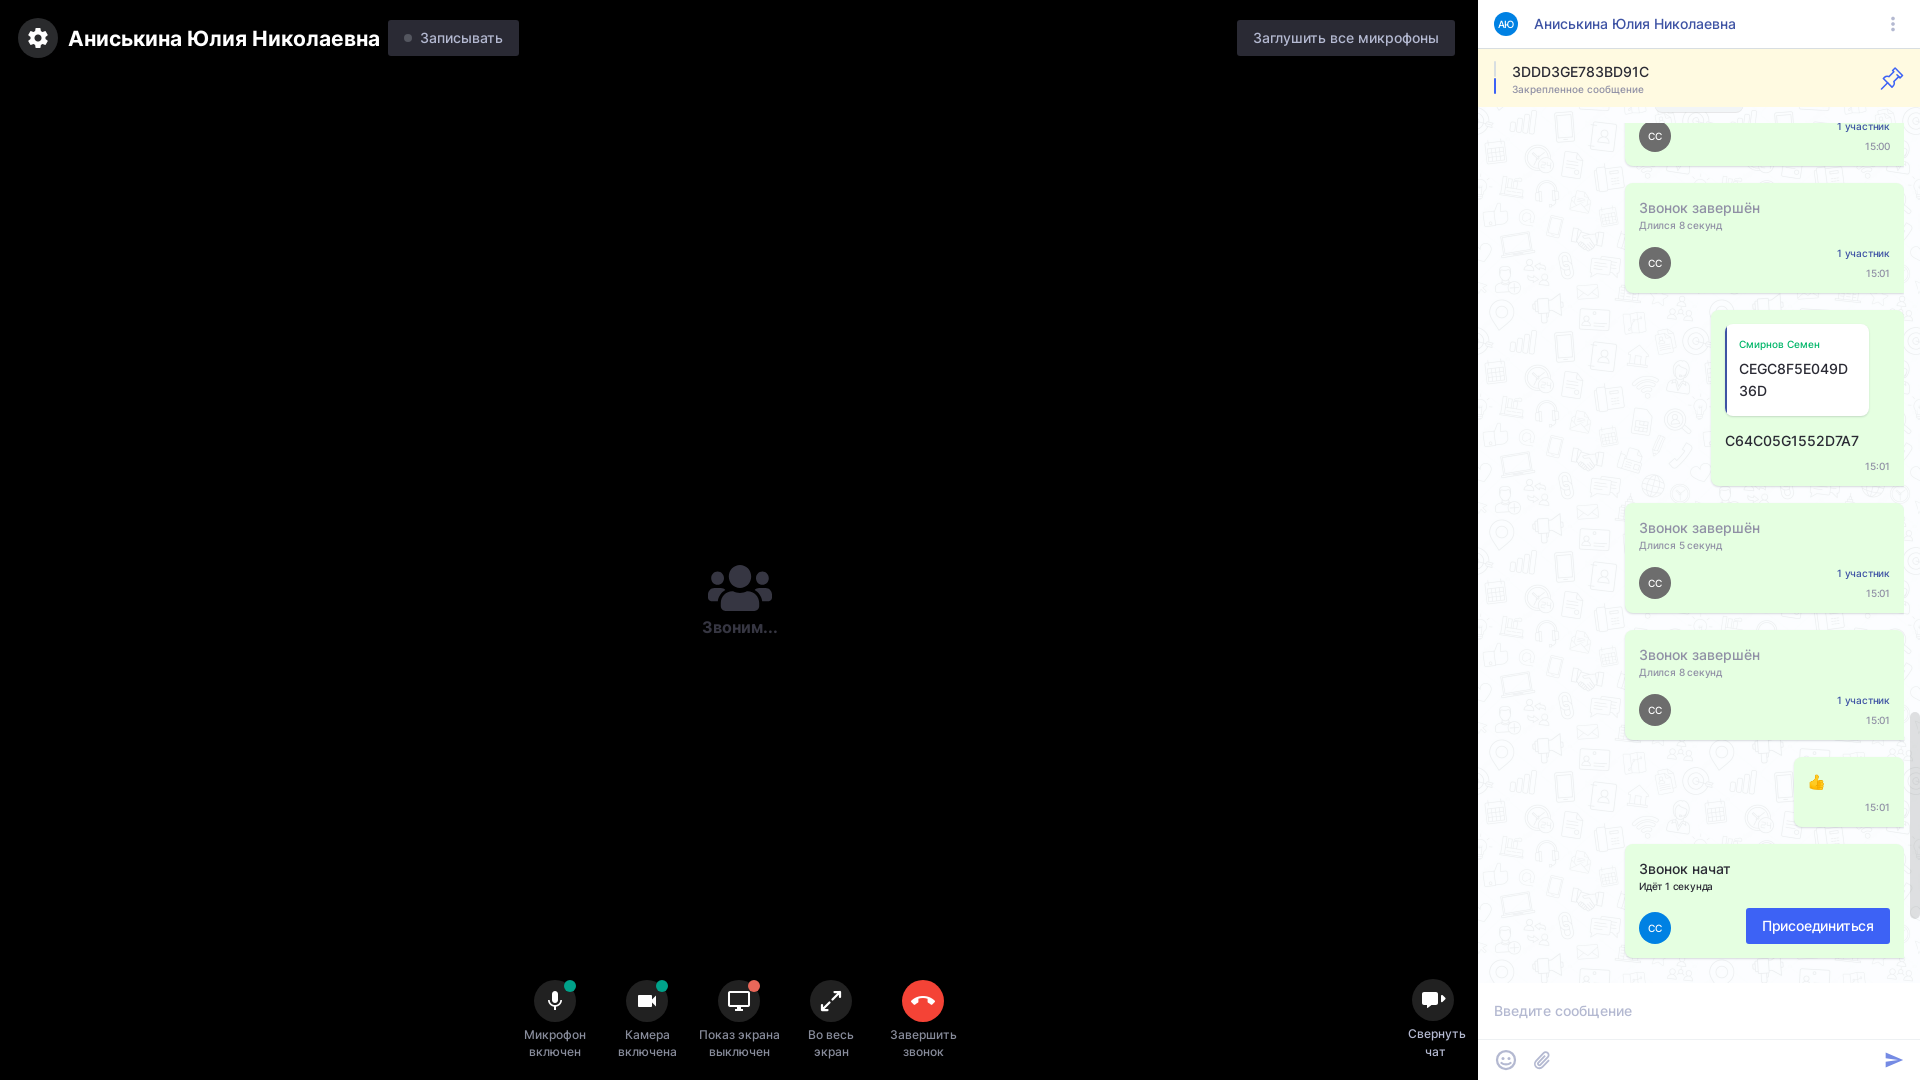 Аниськина Юлия Николаевна
Записывать
Заглушить все микрофоны
Звоним...
Микрофон
включен
Камера
включена
Показ экрана
выключен
Во весь
экран
Завершить
звонок
Свернуть
чат
АЮ
Аниськина Юлия Николаевна
3DDD3GE783BD91C
Закрепленное сообщение
СС
1 участник
15:00
Звонок завершён
Длился 8 секунд
СС
1 участник
15:01
Смирнов Семен
CEGC8F5E049D
36D
C64C05G1552D7A7
15:01
Звонок завершён
Длился 5 секунд
СС
1 участник
15:01
Звонок завершён
Длился 8 секунд
СС
1 участник
15:01
👍
15:01
Звонок начат
Идёт 1 секунда
СС
Присоединиться
Введите сообщение